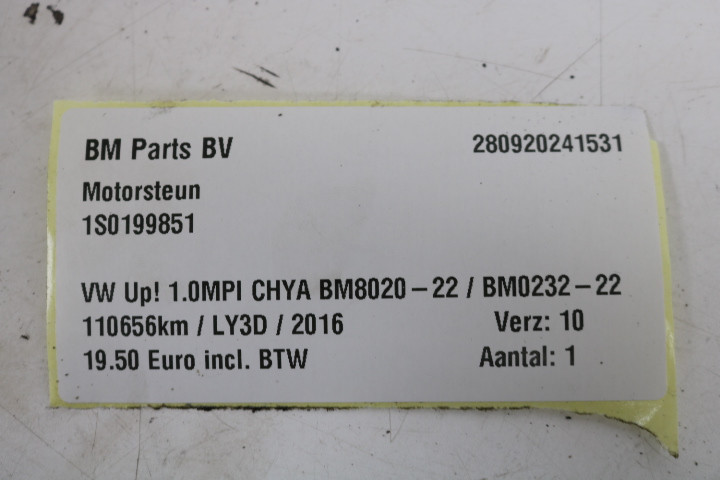 BM Parts BV 280920241531
Motorsteun
1S0199851
VW Up! 1.0MPI CHYA BM8020-22 / BM0232-22
110656km / LY3D / 2016 Verz: 10
19.50 Euro incl. BTW Aantal: 1